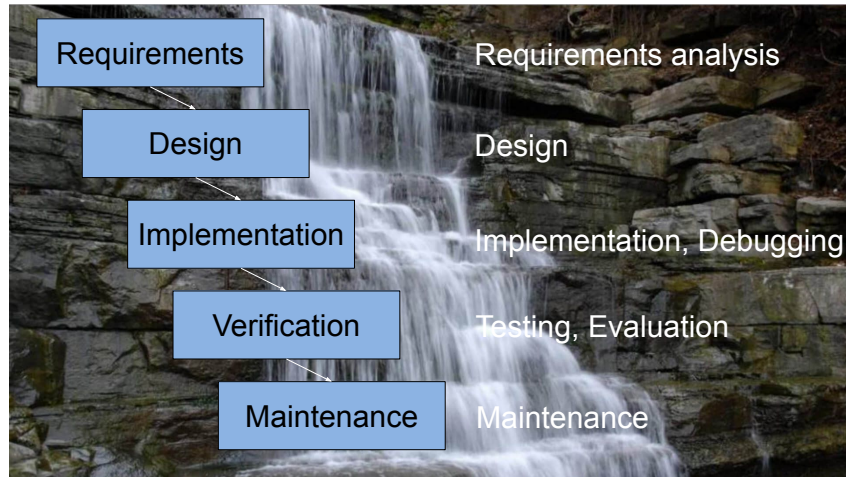 Requirements
Requirements analysis
Design
Design
Implementation
Implementation, Debugging
Verification
Testing, Evaluation
Maintenance
Maintenance